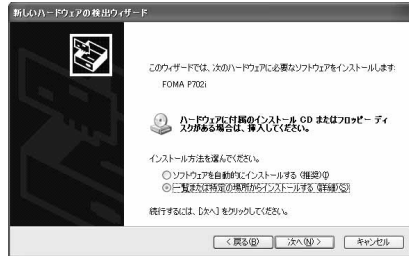 新しいハードウェアの検出ウィザード
このウィザードでは、次のハードウェアに必要なソフトウェアをインストールします:
FOMA P702i
ハードウェアに付属のインストール CD またはフロッピー ディ
スクがある場合は、挿入してください。
インストール方法を選んでください。
ソフトウェアを自動的にインストールする (推奨)(I)
一覧または特定の場所からインストールする (詳細)(S)
続行するには、[次へ] をクリックしてください。
< 戻る(B) 次へ(N) > キャンセル